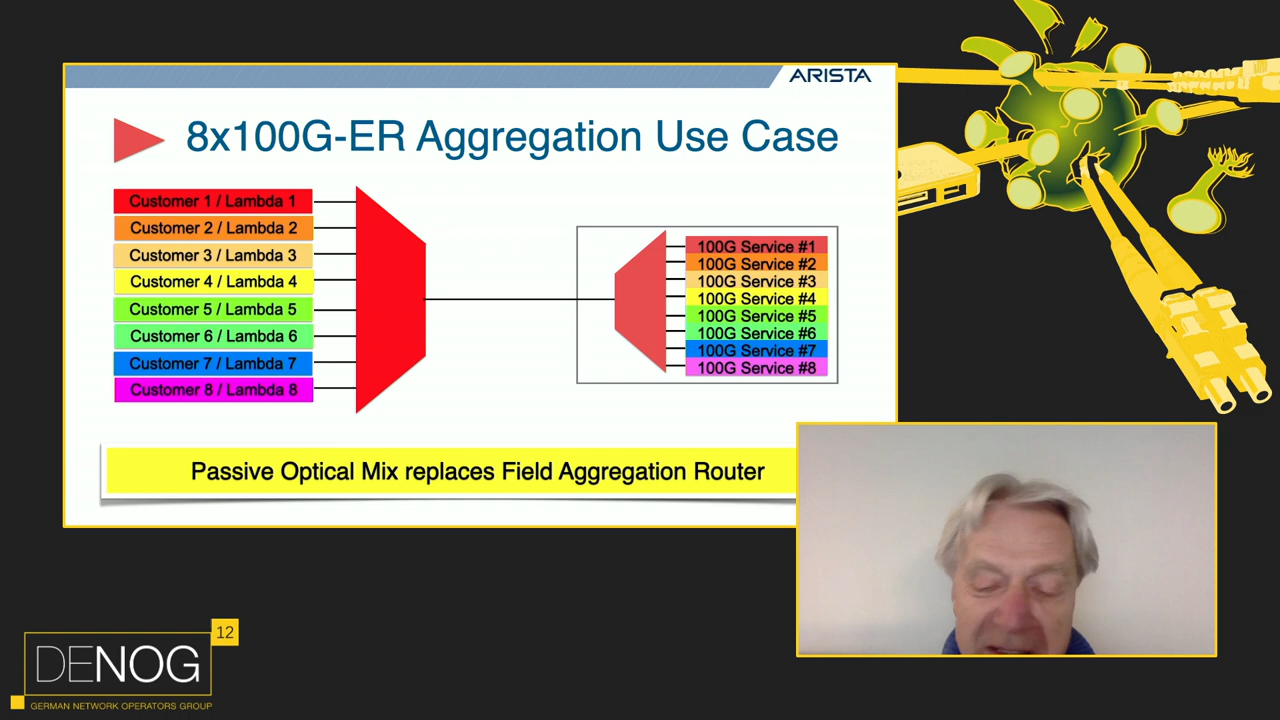 ARISTA
8x100G-ER Aggregation Use Case
Customer 1 / Lambda 1
Customer 2 / Lambda 2
Customer 3 / Lambda 3
Customer 4 / Lambda 4
Customer 5 / Lambda 5
Customer 6 / Lambda 6
Customer 7 / Lambda 7
Customer 8 / Lambda 8
100G Service #1
100G Service #2
100G Service #3
100G Service #4
100G Service #5
100G Service #6
100G Service #7
100G Service #8
Passive Optical Mix replaces Field Aggregation Router
12
DENOG
GERMAN NETWORK OPERATORS GROUP